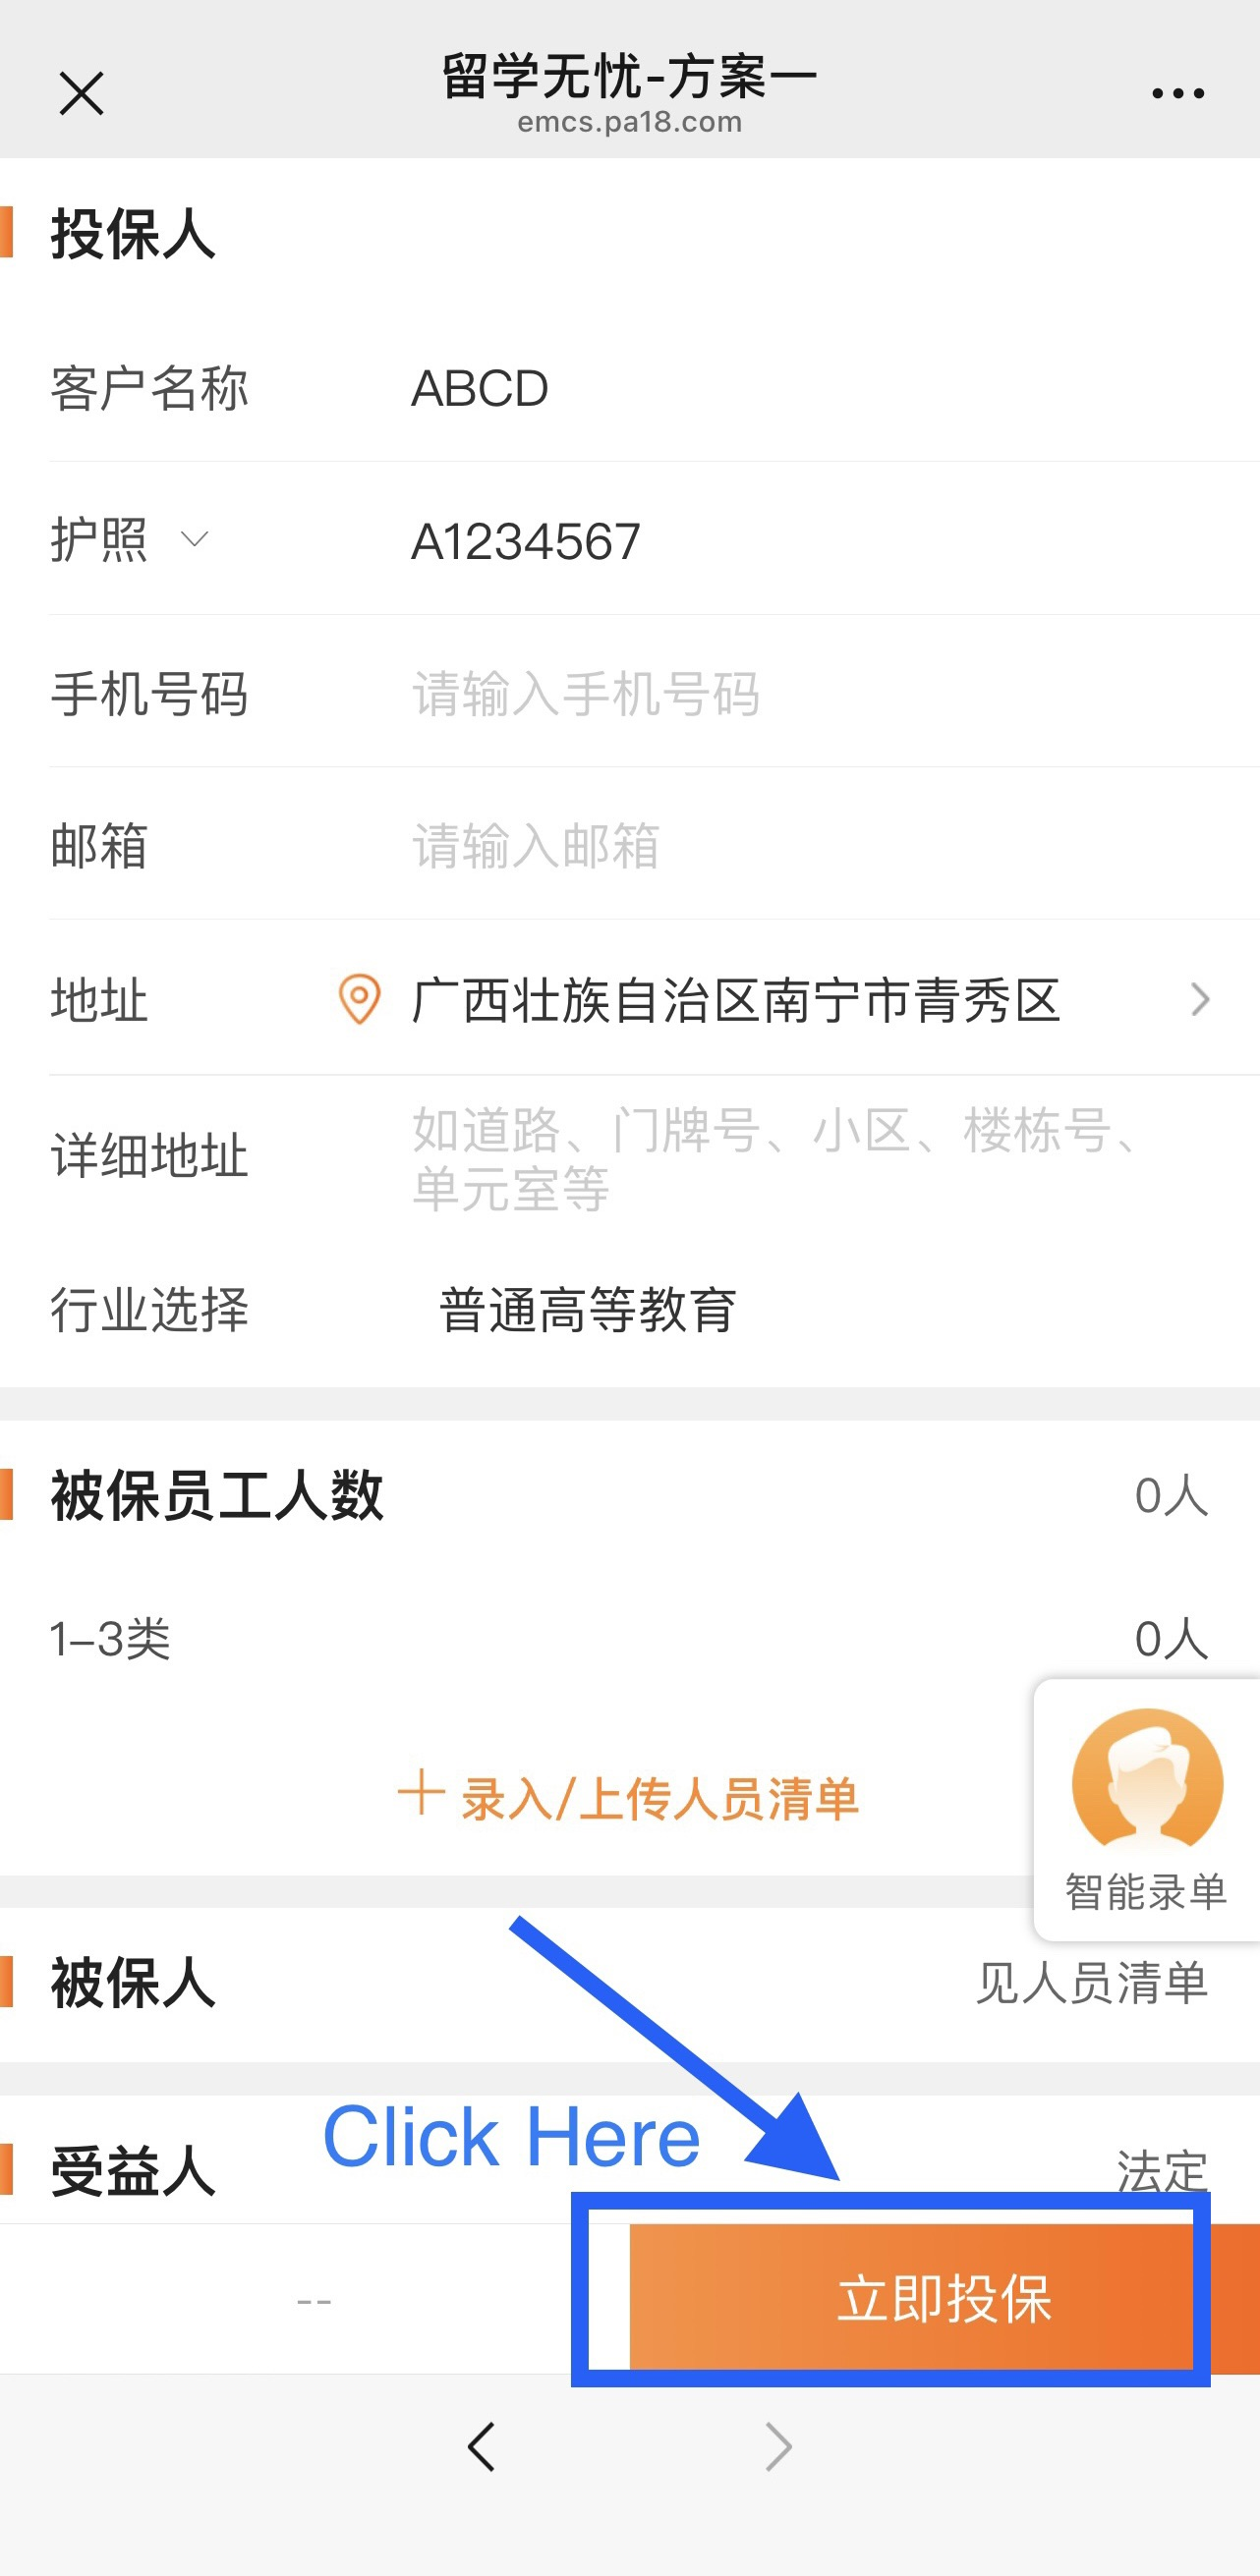 留学无忧-方案一
emcs.pa18.com
投保人
客户名称 ABCD
护照 A1234567
手机号码 请输入手机号码
邮箱 请输入邮箱
地址 广西壮族自治区南宁市青秀区
详细地址 如道路、门牌号、小区、楼栋号、
单元室等
行业选择 普通高等教育
被保员工人数 0人
1-3类 0人
录入/上传人员清单
智能录单
被保人 见人员清单
Click Here
受益人 法定
-- 立即投保